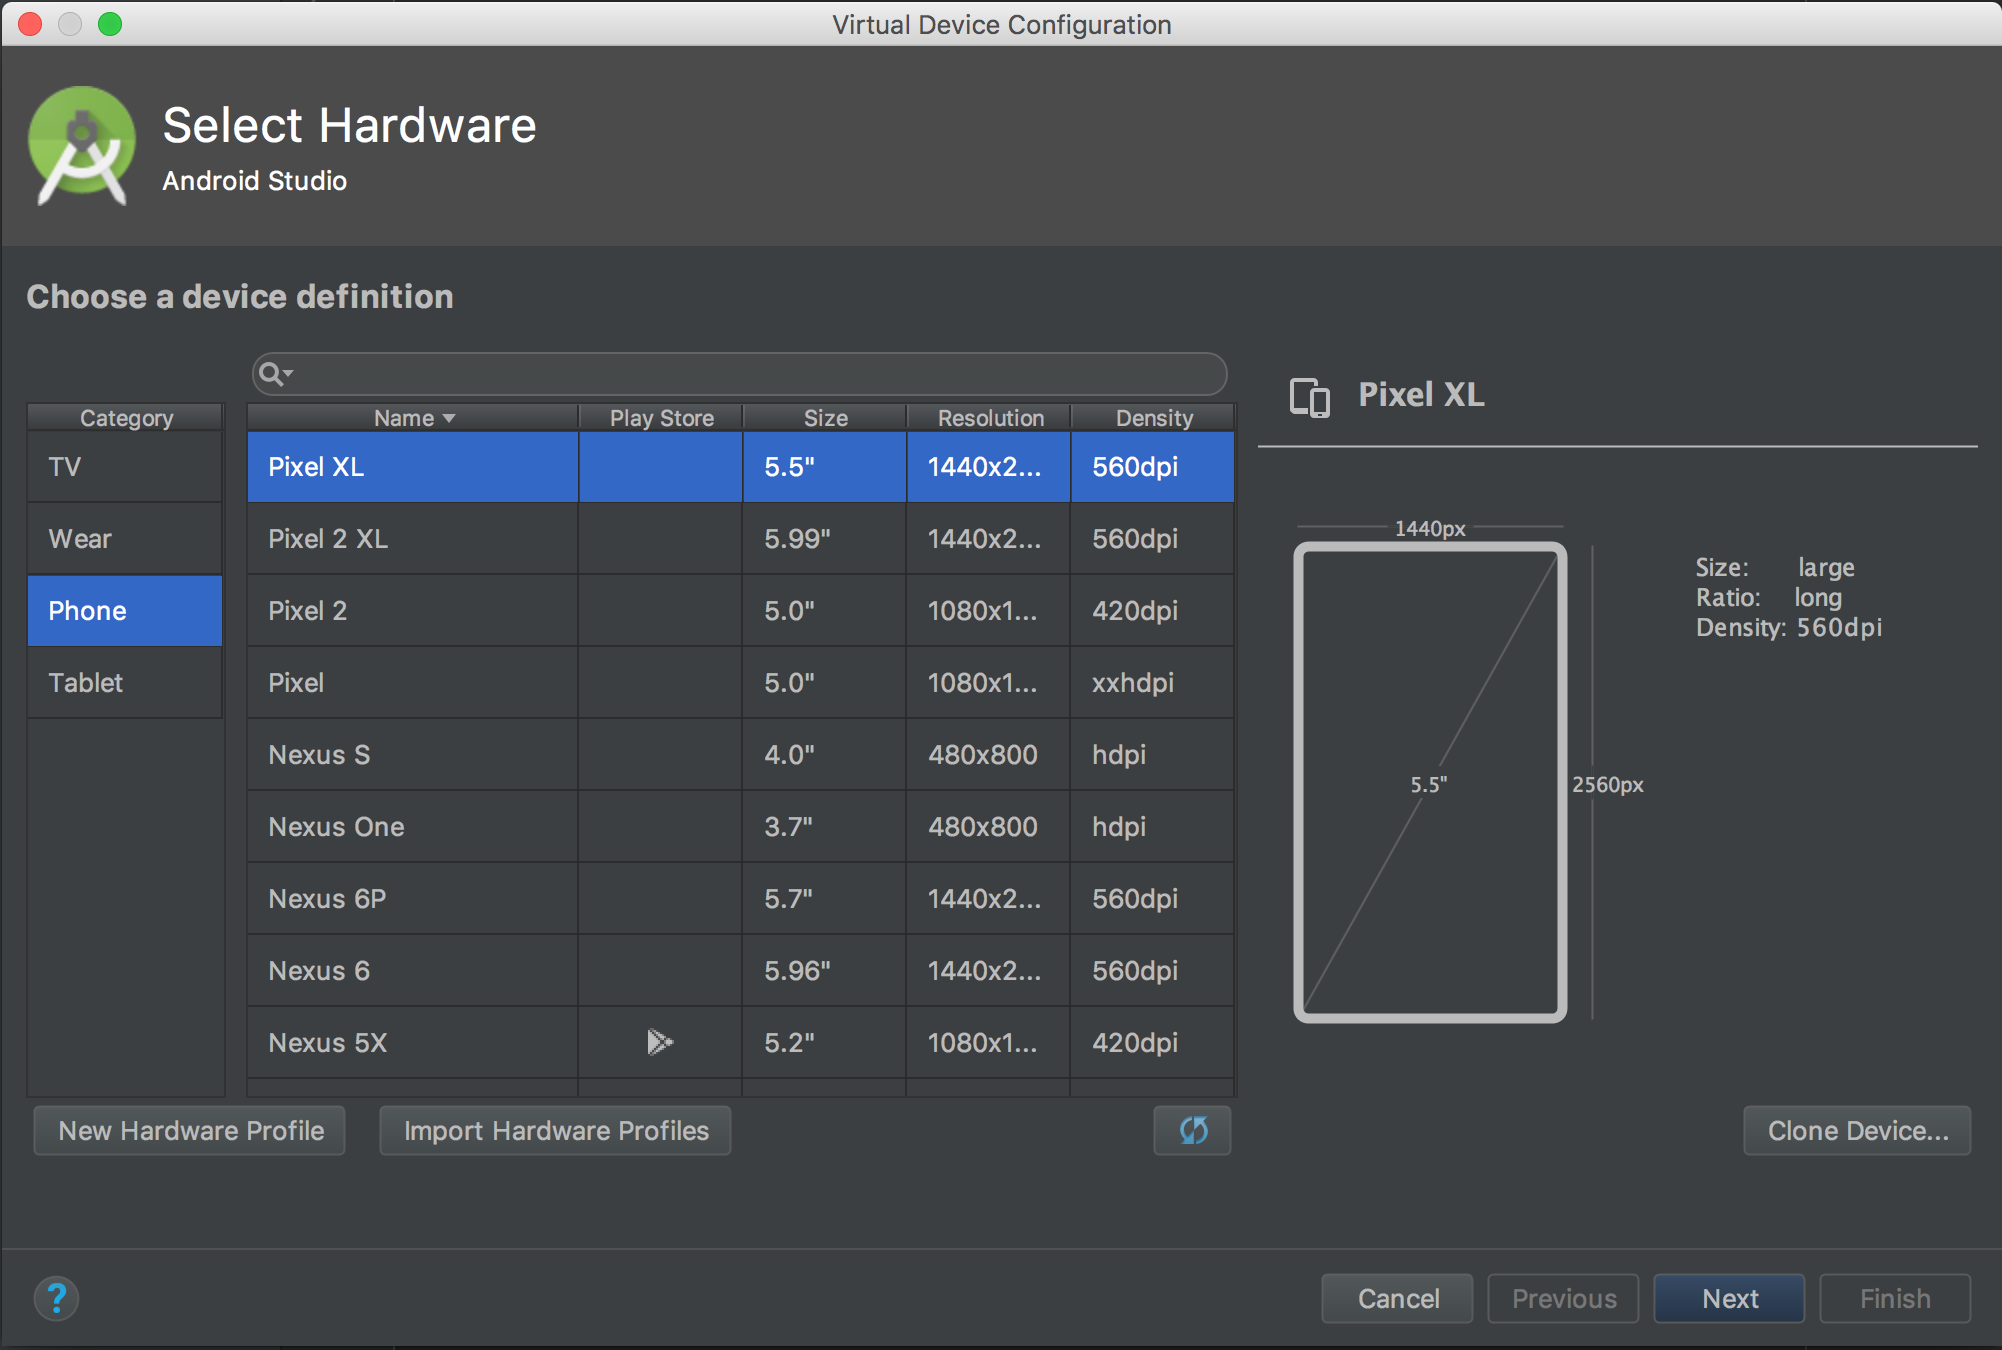 Virtual Device Configuration
Select Hardware
Android Studio
Choose a device definition
Category
TV
Wear
Phone
Tablet
Name Play Store Size Resolution Density
Pixel XL 5.5" 1440x2... 560dpi
Pixel 2 XL 5.99" 1440x2... 560dpi
Pixel 2 5.0" 1080x1... 420dpi
Pixel 5.0" 1080x1... xxhdpi
Nexus S 4.0" 480x800 hdpi
Nexus One 3.7" 480x800 hdpi
Nexus 6P 5.7" 1440x2... 560dpi
Nexus 6 5.96" 1440x2... 560dpi
Nexus 5X 5.2" 1080x1... 420dpi
Pixel XL
1440px
5.5"
2560px
Size: large
Ratio: long
Density: 560dpi
New Hardware Profile
Import Hardware Profiles
Clone Device...
?
Cancel
Previous
Next
Finish